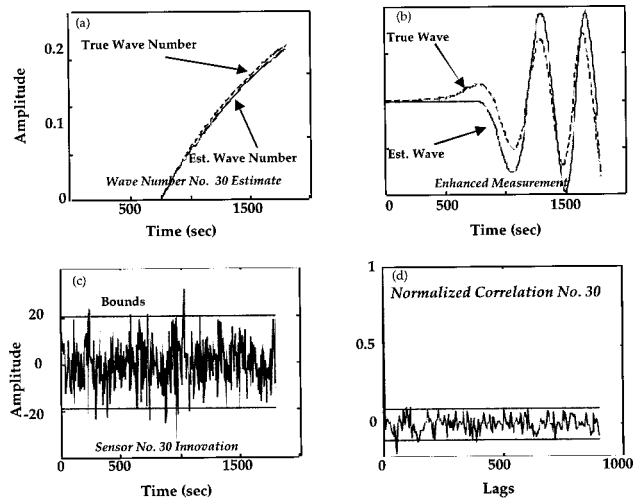 (a)
0.2
True Wave Number
Amplitude
0.1
Est. Wave Number
Wave Number No. 30 Estimate
0
500
1500
Time (sec)
(b)
True Wave
Est. Wave
Enhanced Measurement
0
500
1500
Time (sec)
(c)
Bounds
20
Amplitude
0
-20
Sensor No. 30 Innovation
0
500
1500
Time (sec)
1
(d)
Normalized Correlation No. 30
0.5
0
0
500
1000
Lags